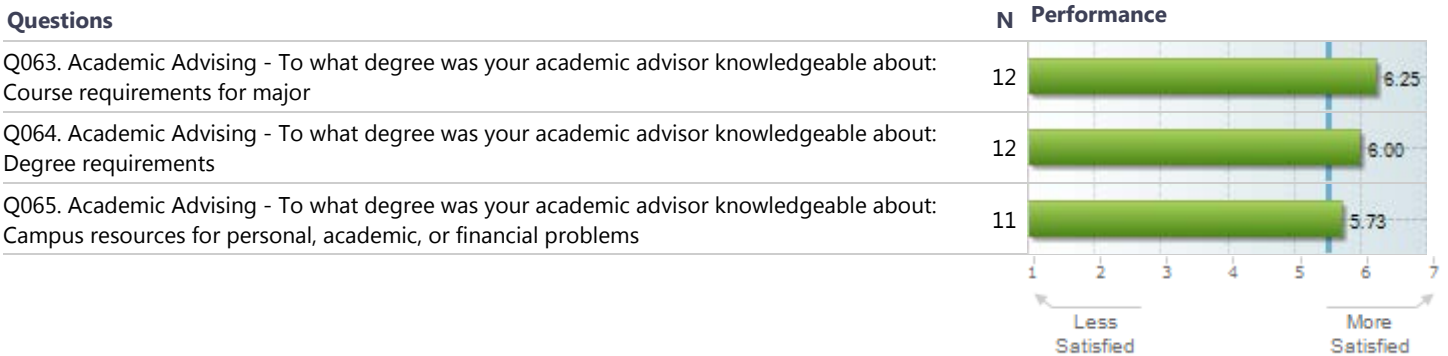 Questions N Performance
Q063. Academic Advising - To what degree was your academic advisor knowledgeable about:
Course requirements for major
12
6.25
Q064. Academic Advising - To what degree was your academic advisor knowledgeable about:
Degree requirements
12
6.00
Q065. Academic Advising - To what degree was your academic advisor knowledgeable about:
Campus resources for personal, academic, or financial problems
11
5.73
1 2 3 4 5 6 7
Less
Satisfied
More
Satisfied